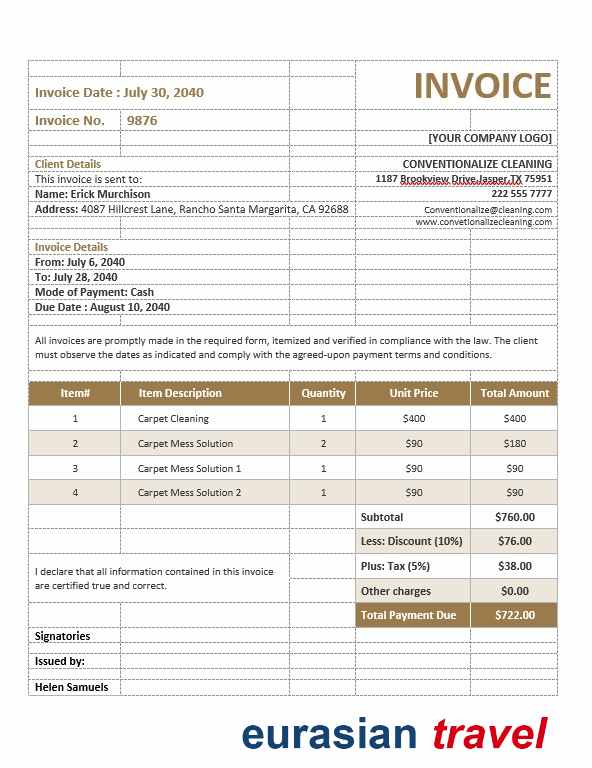 INVOICE
Invoice Date : July 30, 2040
Invoice No. 9876
[YOUR COMPANY LOGO]
Client Details CONVENTIONALIZE CLEANING
This invoice is sent to: 1187 Brookview Drive,Jasper,TX 75951
Name: Erick Murchison 222 555 7777
Address: 4087 Hillcrest Lane, Rancho Santa Margarita, CA 92688 Conventionalize@cleaning.com
www.convetionalizecleaning.com
Invoice Details
From: July 6, 2040
To: July 28, 2040
Mode of Payment: Cash
Due Date : August 10, 2040
All invoices are promptly made in the required form, itemized and verified in compliance with the law. The client
must observe the dates as indicated and comply with the agreed-upon payment terms and conditions.
Item# Item Description Quantity Unit Price Total Amount
1 Carpet Cleaning 1 $400 $400
2 Carpet Mess Solution 2 $90 $180
3 Carpet Mess Solution 1 1 $90 $90
4 Carpet Mess Solution 2 1 $90 $90
Subtotal $760.00
Less: Discount (10%) $76.00
Plus: Tax (5%) $38.00
I declare that all information contained in this invoice
are certified true and correct.
Other charges $0.00
Total Payment Due $722.00
Signatories
Issued by:
Helen Samuels
eurasian travel